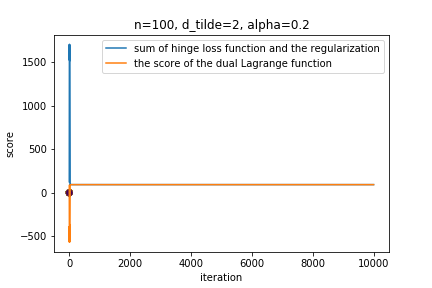 n=100, d_tilde=2, alpha=0.2
sum of hinge loss function and the regularization
the score of the dual Lagrange function
1500
1000
500
0
−500
score
0
2000
4000
6000
8000
10000
iteration